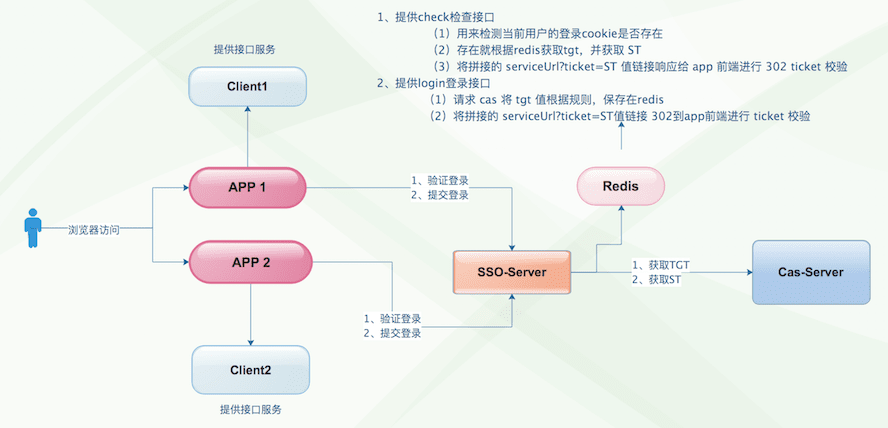 1、提供check检查接口
（1）用来检测当前用户的登录cookie是否存在
（2）存在就根据redis获取tgt，并获取 ST
（3）将拼接的 serviceUrl?ticket=ST 值链接响应给 app 前端进行 302 ticket 校验
2、提供login登录接口
（1）请求 cas 将 tgt 值根据规则，保存在redis
（2）将拼接的 serviceUrl?ticket=ST值链接 302到app前端进行 ticket 校验
提供接口服务
Client1
APP 1
1、验证登录
2、提交登录
Redis
浏览器访问
APP 2
SSO-Server
1、获取TGT
2、获取ST
Cas-Server
1、验证登录
2、提交登录
Client2
提供接口服务